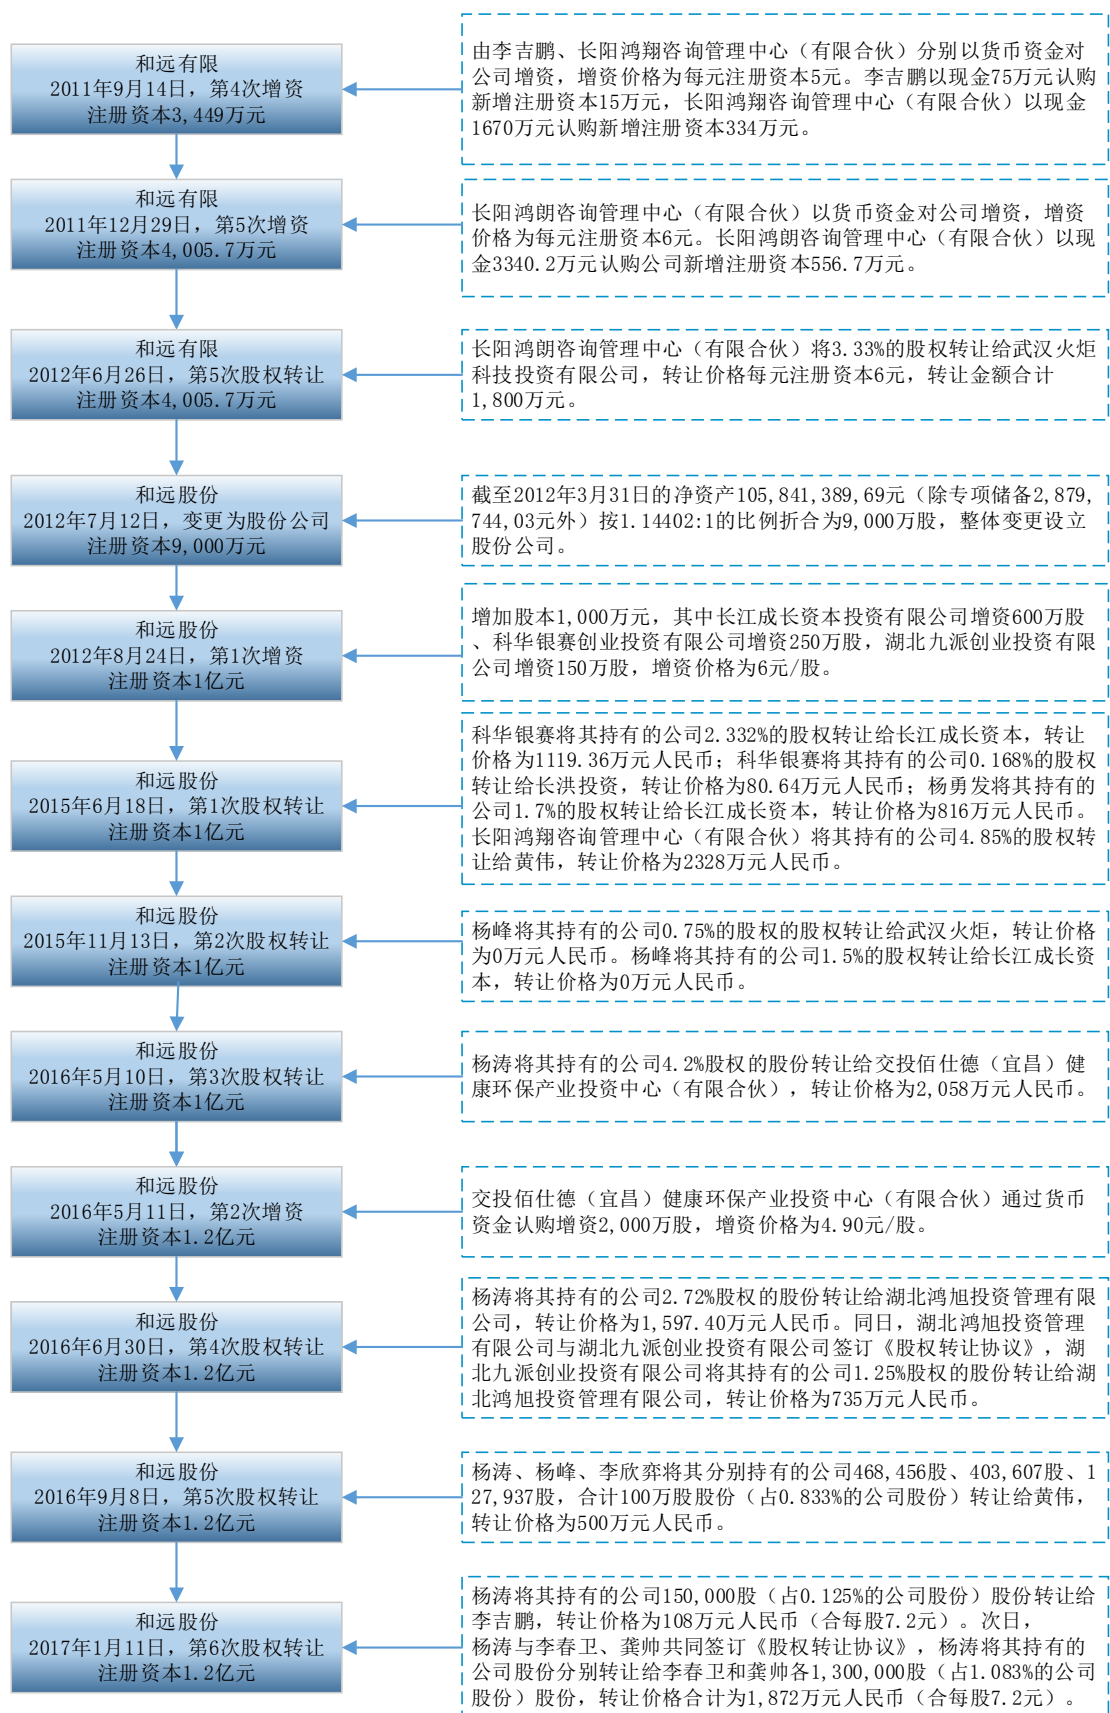 和远有限
2011年9月14日，第4次增资
注册资本3,449万元
由李吉鹏、长阳鸿翔咨询管理中心（有限合伙）分别以货币资金对
公司增资，增资价格为每元注册资本5元。李吉鹏以现金75万元认购
新增注册资本15万元，长阳鸿翔咨询管理中心（有限合伙）以现金
1670万元认购新增注册资本334万元。
和远有限
2011年12月29日，第5次增资
注册资本4,005.7万元
长阳鸿朗咨询管理中心（有限合伙）以货币资金对公司增资，增资
价格为每元注册资本6元。长阳鸿朗咨询管理中心（有限合伙）以现
金3340.2万元认购公司新增注册资本556.7万元。
和远有限
2012年6月26日，第5次股权转让
注册资本4,005.7万元
长阳鸿朗咨询管理中心（有限合伙）将3.33%的股权转让给武汉火炬
科技投资有限公司，转让价格每元注册资本6元，转让金额合计
1,800万元。
和远股份
2012年7月12日，变更为股份公司
注册资本9,000万元
截至2012年3月31日的净资产105,841,389,69元（除专项储备2,879,
744,03元外）按1.14402:1的比例折合为9,000万股，整体变更设立
股份公司。
和远股份
2012年8月24日，第1次增资
注册资本1亿元
增加股本1,000万元，其中长江成长资本投资有限公司增资600万股
、科华银赛创业投资有限公司增资250万股，湖北九派创业投资有限
公司增资150万股，增资价格为6元/股。
和远股份
2015年6月18日，第1次股权转让
注册资本1亿元
科华银赛将其持有的公司2.332%的股权转让给长江成长资本，转让
价格为1119.36万元人民币；科华银赛将其持有的公司0.168%的股权
转让给长洪投资，转让价格为80.64万元人民币；杨勇发将其持有的
公司1.7%的股权转让给长江成长资本，转让价格为816万元人民币。
长阳鸿翔咨询管理中心（有限合伙）将其持有的公司4.85%的股权转
让给黄伟，转让价格为2328万元人民币。
和远股份
2015年11月13日，第2次股权转让
注册资本1亿元
杨峰将其持有的公司0.75%的股权的股权转让给武汉火炬，转让价格
为0万元人民币。杨峰将其持有的公司1.5%的股权转让给长江成长资
本，转让价格为0万元人民币。
和远股份
2016年5月10日，第3次股权转让
注册资本1亿元
杨涛将其持有的公司4.2%股权的股份转让给交投佰仕德（宜昌）健
康环保产业投资中心（有限合伙），转让价格为2,058万元人民币。
和远股份
2016年5月11日，第2次增资
注册资本1.2亿元
交投佰仕德（宜昌）健康环保产业投资中心（有限合伙）通过货币
资金认购增资2,000万股，增资价格为4.90元/股。
和远股份
2016年6月30日，第4次股权转让
注册资本1.2亿元
杨涛将其持有的公司2.72%股权的股份转让给湖北鸿旭投资管理有限
公司，转让价格为1,597.40万元人民币。同日，湖北鸿旭投资管理
有限公司与湖北九派创业投资有限公司签订《股权转让协议》，湖
北九派创业投资有限公司将其持有的公司1.25%股权的股份转让给湖
北鸿旭投资管理有限公司，转让价格为735万元人民币。
和远股份
2016年9月8日，第5次股权转让
注册资本1.2亿元
杨涛、杨峰、李欣弈将其分别持有的公司468,456股、403,607股、1
27,937股，合计100万股股份（占0.833%的公司股份）转让给黄伟，
转让价格为500万元人民币。
和远股份
2017年1月11日，第6次股权转让
注册资本1.2亿元
杨涛将其持有的公司150,000股（占0.125%的公司股份）股份转让给
李吉鹏，转让价格为108万元人民币（合每股7.2元）。次日，
杨涛与李春卫、龚帅共同签订《股权转让协议》，杨涛将其持有的
公司股份分别转让给李春卫和龚帅各1,300,000股（占1.083%的公司
股份）股份，转让价格合计为1,872万元人民币（合每股7.2元）。